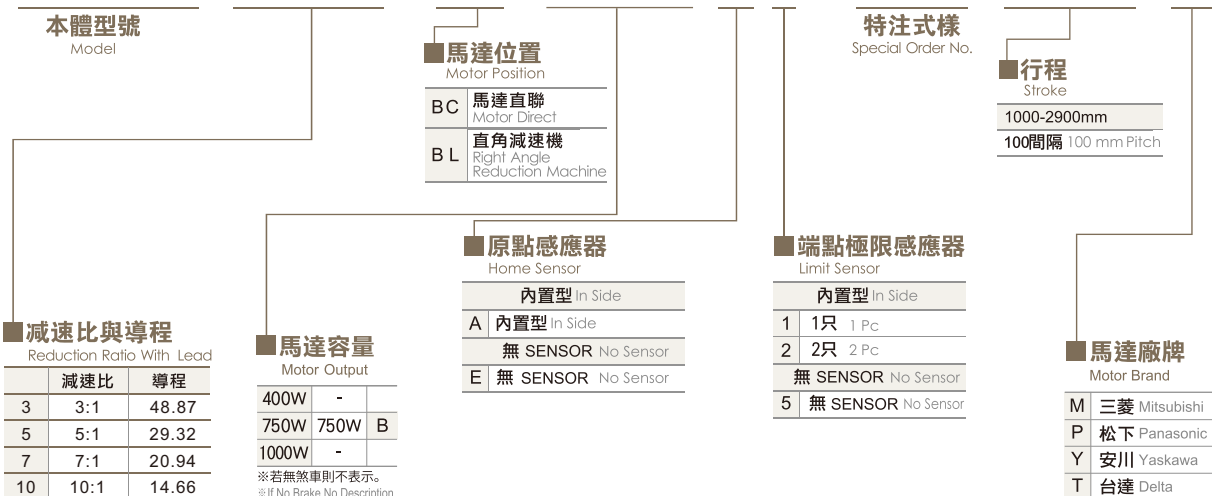 本體型號
Model
特注式樣
Special Order No.
■馬達位置
Motor Position
BC 馬達直聯
Motor Direct
BL 直角減速機
Right Angle
Reduction Machine
■行程
Stroke
1000-2900mm
100間隔 100 mm Pitch
■原點感應器
Home Sensor
內置型 In Side
A 內置型 In Side
無 SENSOR No Sensor
E 無 SENSOR No Sensor
■端點極限感應器
Limit Sensor
內置型 In Side
1 1只 1 Pc
2 2只 2 Pc
無 SENSOR No Sensor
5 無 SENSOR No Sensor
■減速比與導程
Reduction Ratio With Lead
減速比 導程
3 3:1 48.87
5 5:1 29.32
7 7:1 20.94
10 10:1 14.66
■馬達容量
Motor Output
400W -
750W 750W B
1000W -
※若無煞車則不表示。
※If No Brake No Description
■馬達廠牌
Motor Brand
M 三菱 Mitsubishi
P 松下 Panasonic
Y 安川 Yaskawa
T 台達 Delta